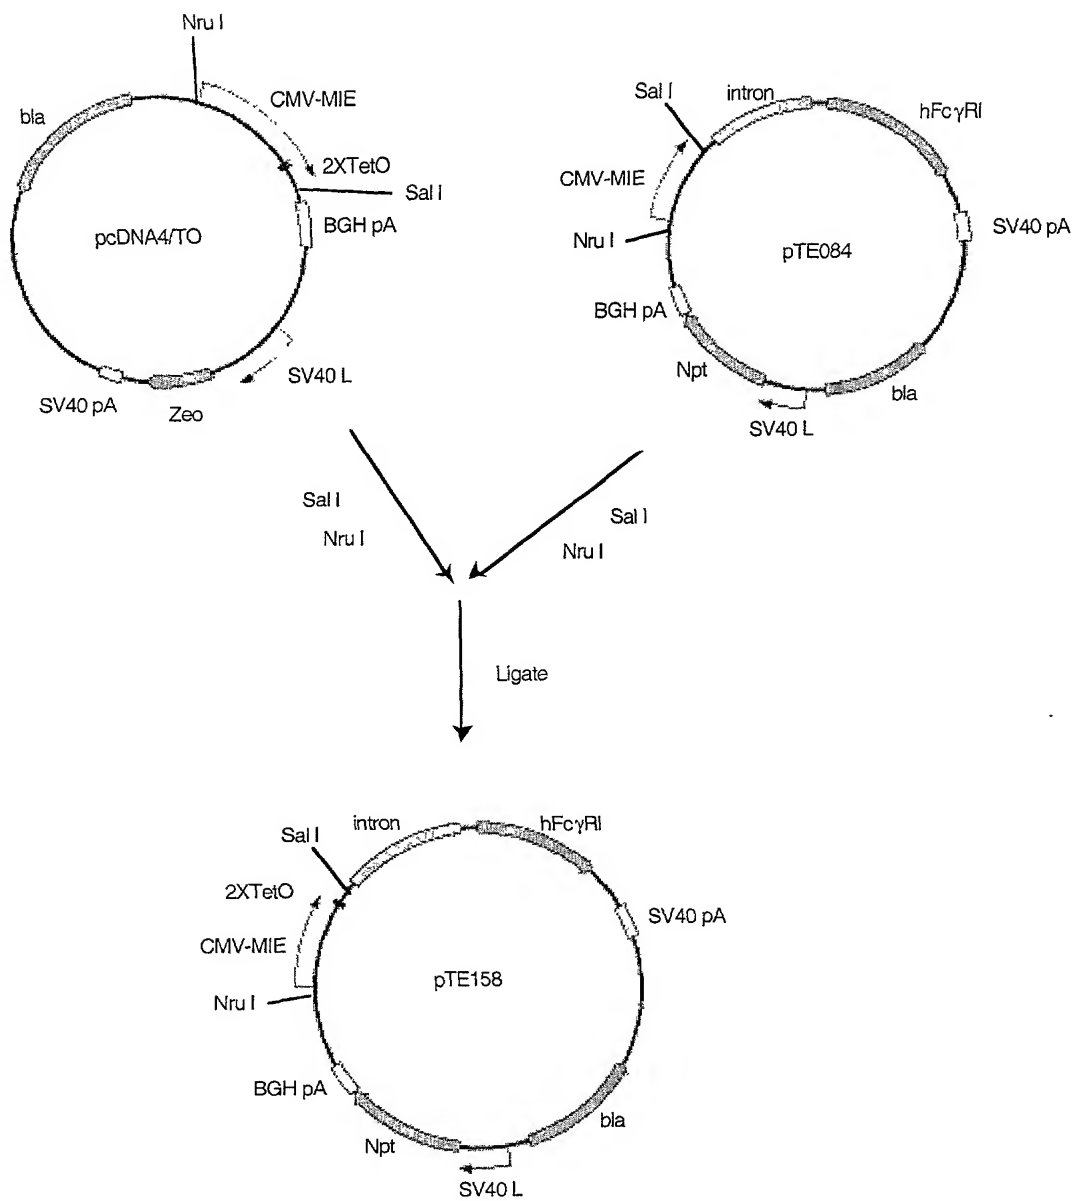 Nru I
CMV-MIE
bla
2XTetO
Sal I
BGH pA
pcDNA4/TO
SV40 L
SV40 pA
Zeo
Sal I
intron
hFcγRI
CMV-MIE
Nru I
SV40 pA
pTE084
BGH pA
Npt
bla
SV40 L
Sal I
Nru I
Sal I
Nru I
Ligate
intron
hFcγRI
Sal I
2XTetO
SV40 pA
CMV-MIE
pTE158
Nru I
BGH pA
bla
Npt
SV40 L